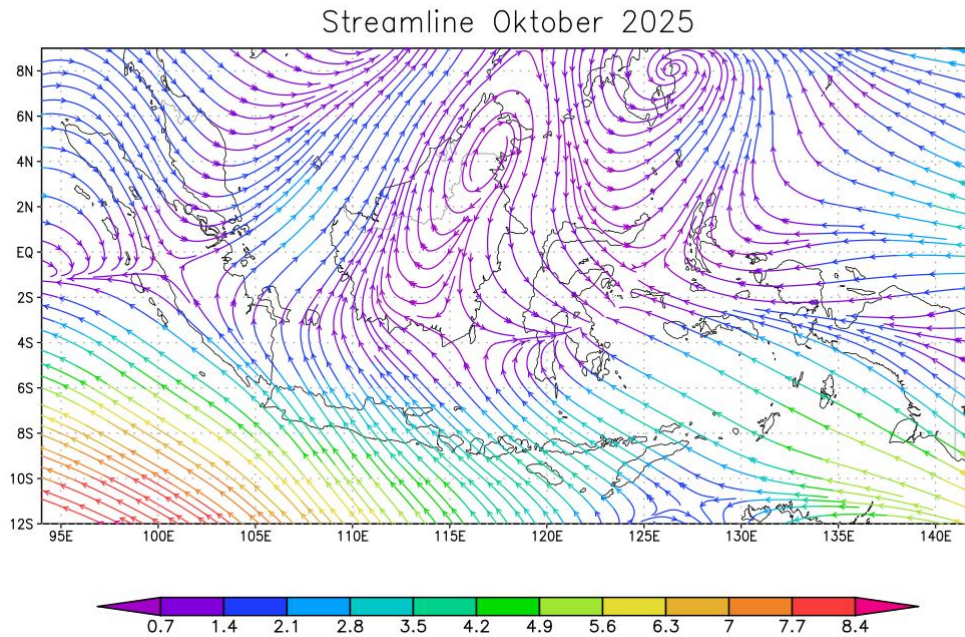 Streamline Oktober 2025
8N
6N
4N
2N
EQ
2S
4S
6S
8S
10S
12S
95E 100E 105E 110E 115E 120E 125E 130E 135E 140E
0.7 1.4 2.1 2.8 3.5 4.2 4.9 5.6 6.3 7 7.7 8.4